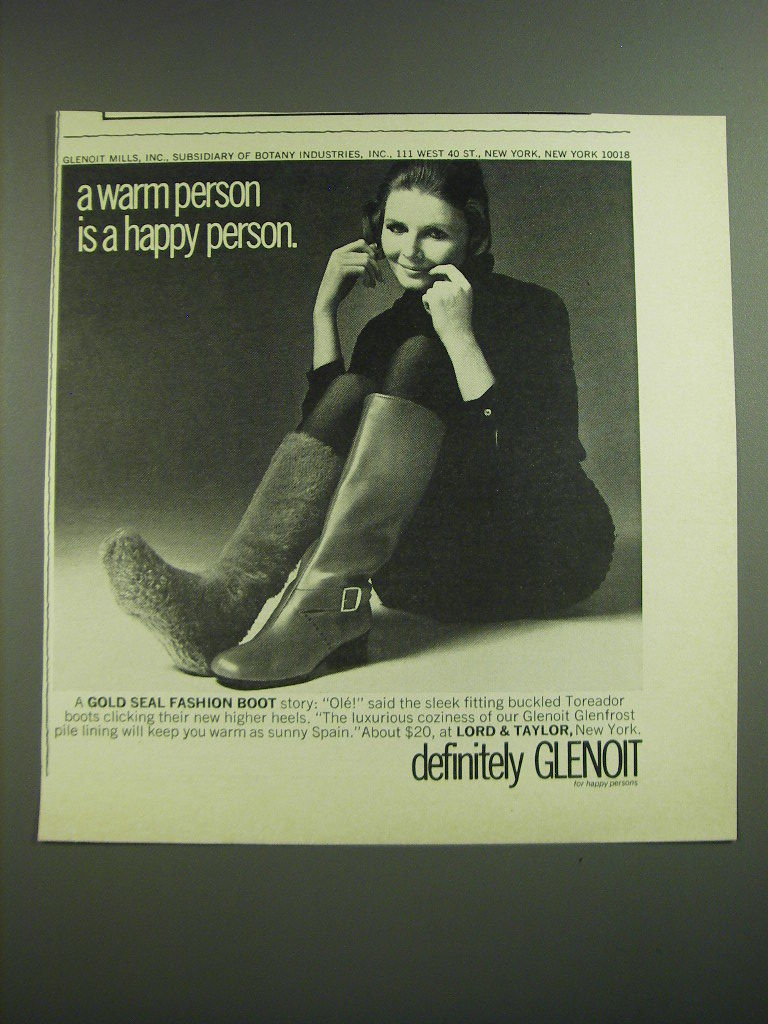 GLENOIT MILLS, INC., SUBSIDIARY OF BOTANY INDUSTRIES, INC., 111 WEST 40 ST., NEW YORK, NEW YORK 10018
a warm person
is a happy person.
A GOLD SEAL FASHION BOOT story: "Olé!" said the sleek fitting buckled Toreador
boots clicking their new higher heels. "The luxurious coziness of our Glenoit Glenfrost
pile lining will keep you warm as sunny Spain." About $20, at LORD & TAYLOR, New York.
definitely GLENOIT
for happy persons